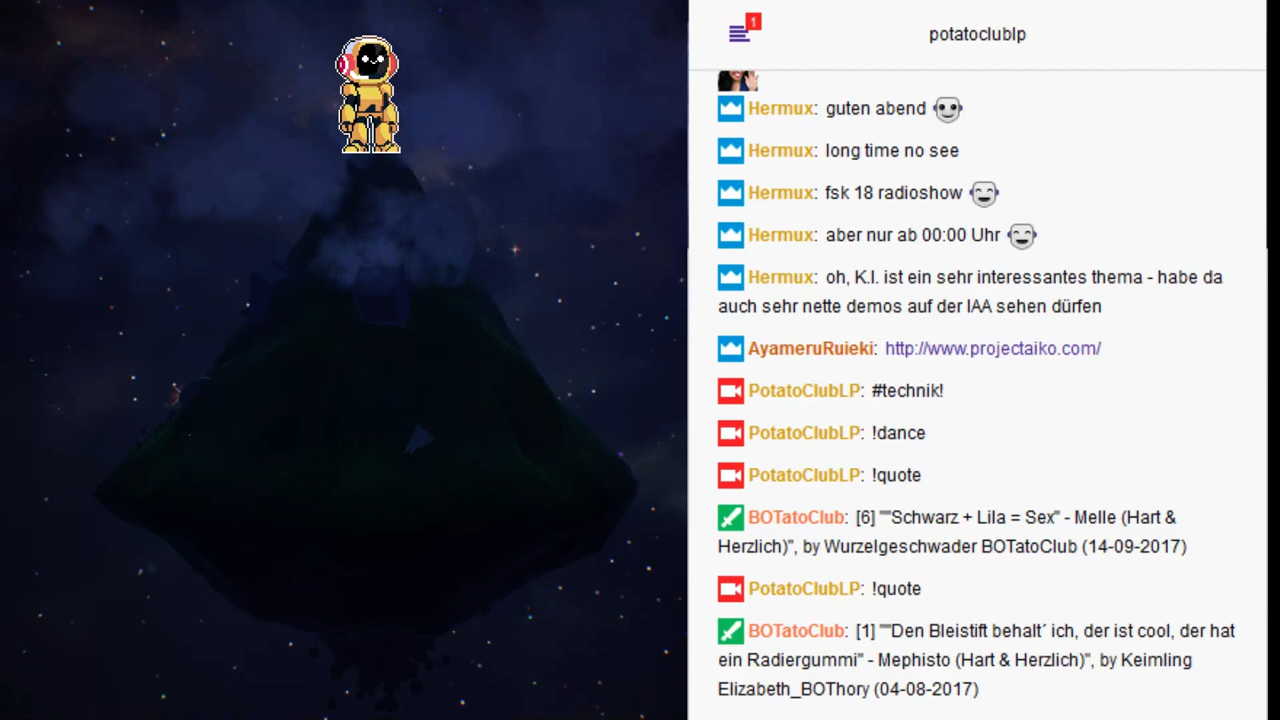 1
potatoclublp
Hermux: guten abend
Hermux: long time no see
Hermux: fsk 18 radioshow
Hermux: aber nur ab 00:00 Uhr
Hermux: oh, K.I. ist ein sehr interessantes thema - habe da
auch sehr nette demos auf der IAA sehen dürfen
AyameruRuieki: http://www.projectaiko.com/
PotatoClubLP: #technik!
PotatoClubLP: !dance
PotatoClubLP: !quote
BOTatoClub: [6] ""Schwarz + Lila = Sex" - Melle (Hart &
Herzlich)", by Wurzelgeschwader BOTatoClub (14-09-2017)
PotatoClubLP: !quote
BOTatoClub: [1] ""Den Bleistift behalt´ ich, der ist cool, der hat
ein Radiergummi" - Mephisto (Hart & Herzlich)", by Keimling
Elizabeth_BOThory (04-08-2017)